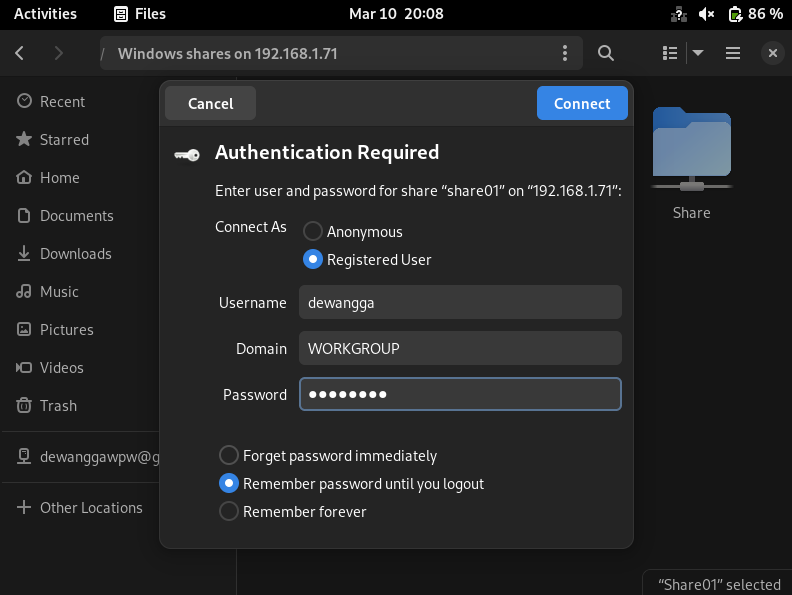 Activities Files Mar 10 20:08 86 %
/ Windows shares on 192.168.1.71
Recent
Starred
Home
Documents
Downloads
Music
Pictures
Videos
Trash
dewanggawpw@g
Other Locations
Cancel Connect
Authentication Required
Enter user and password for share “share01” on “192.168.1.71”:
Connect As
Anonymous
Registered User
Username dewangga
Domain WORKGROUP
Password ●●●●●●●●
Forget password immediately
Remember password until you logout
Remember forever
Share
“Share01” selected